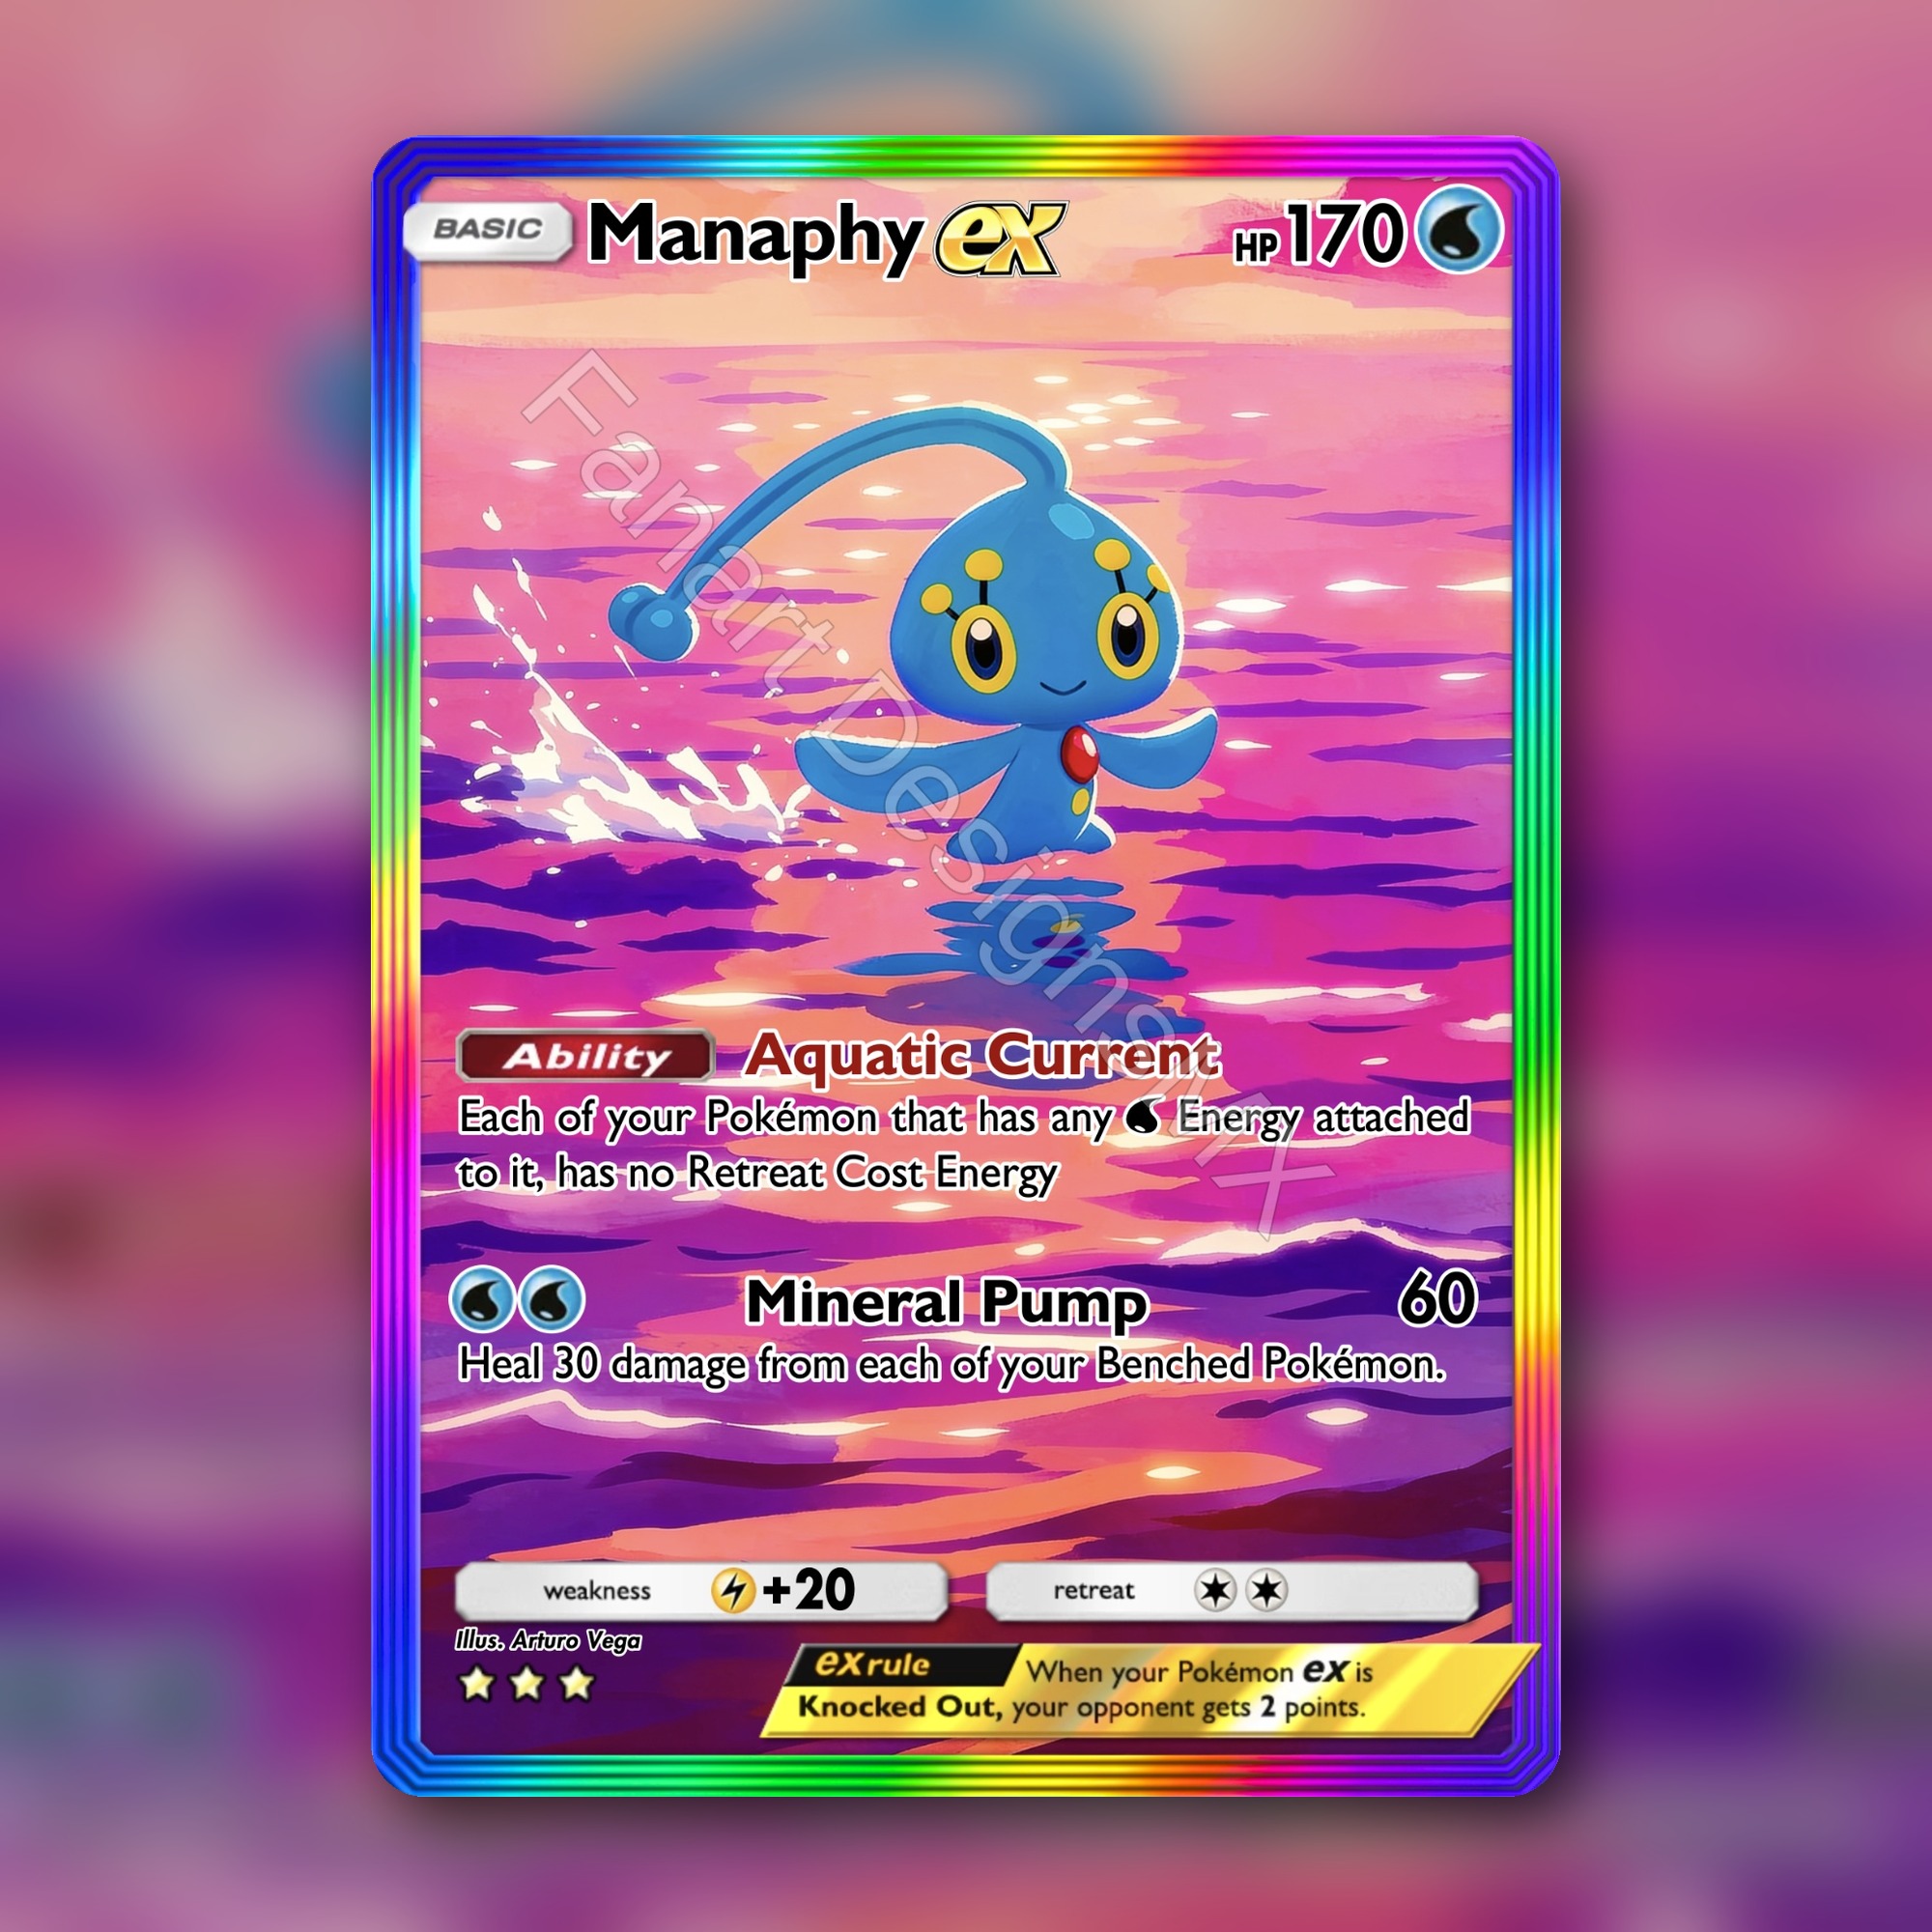 BASIC Manaphy ex HP 170
Fanart DesignsMX
Ability Aquatic Current
Each of your Pokémon that has any Energy attached
to it, has no Retreat Cost Energy
Mineral Pump 60
Heal 30 damage from each of your Benched Pokémon.
weakness +20 retreat
Illus. Arturo Vega
ex rule When your Pokémon ex is
Knocked Out, your opponent gets 2 points.